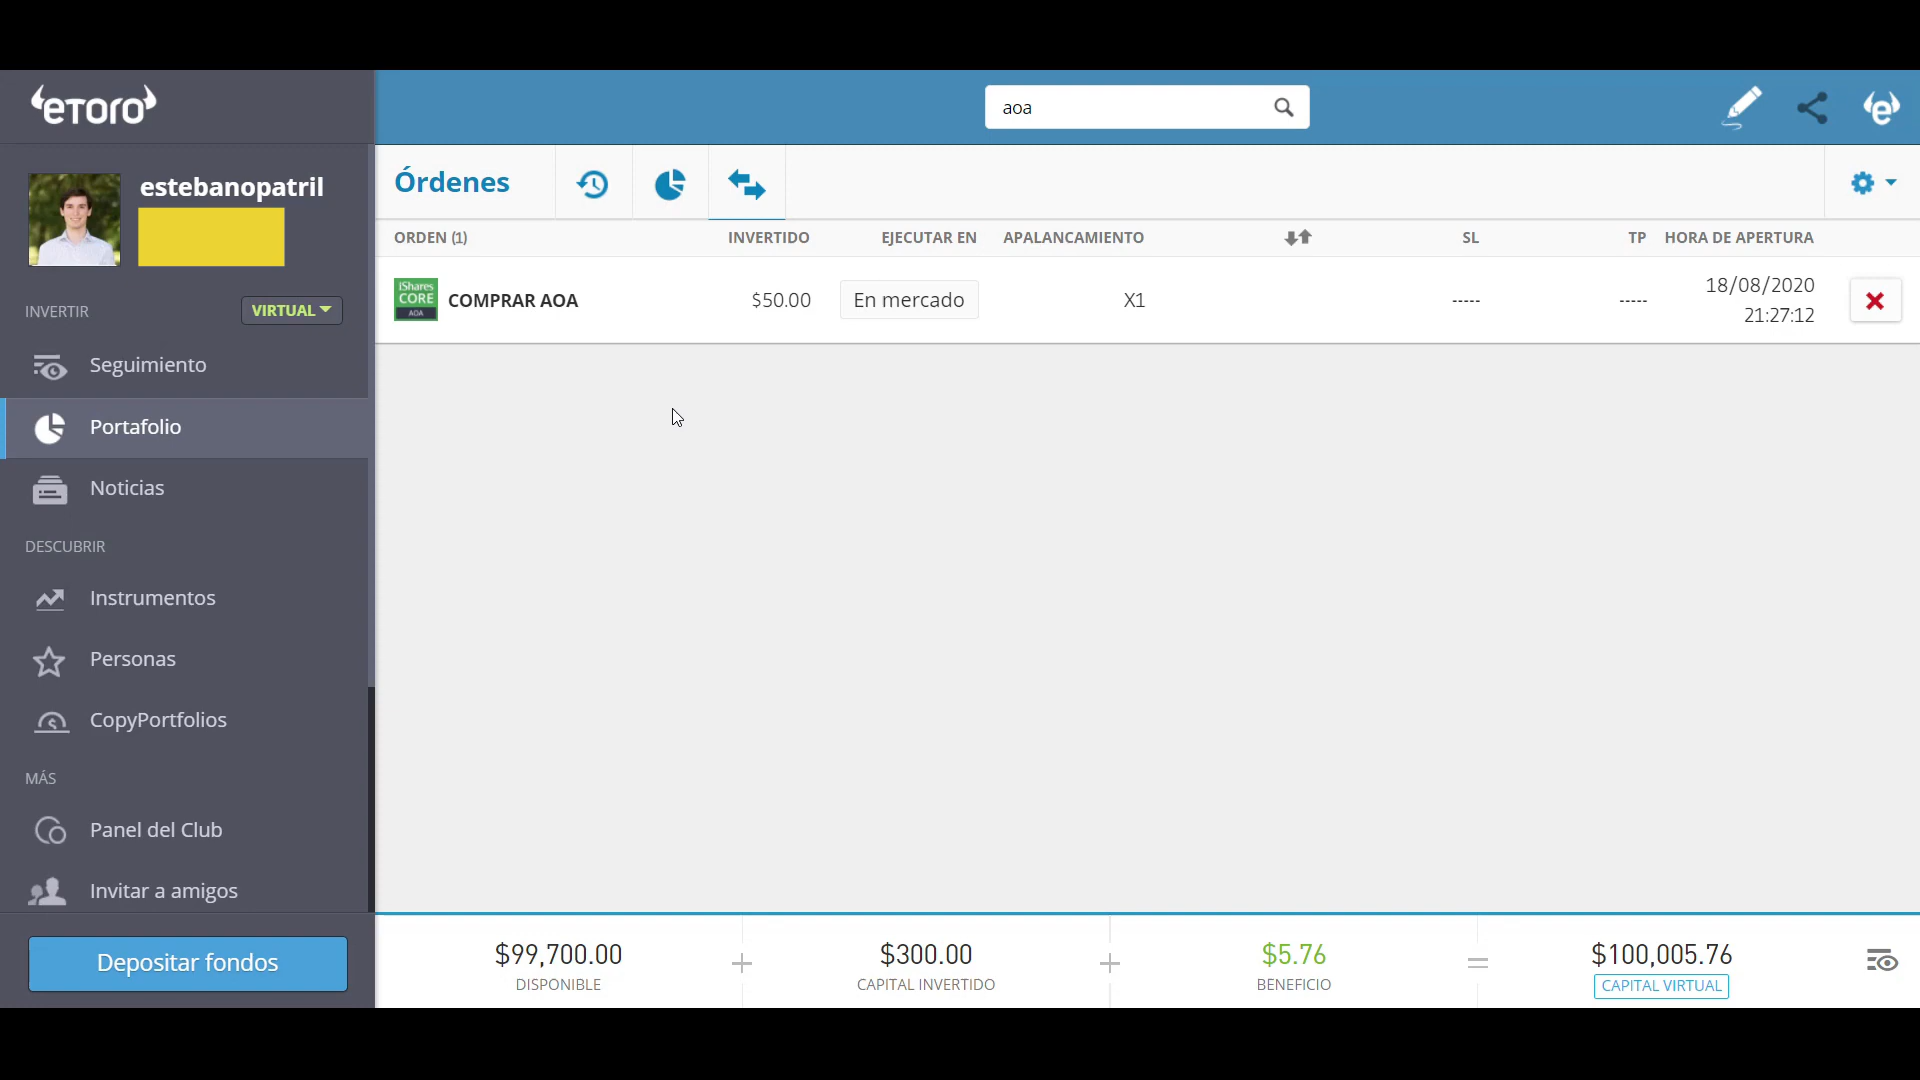 eTORO
aoa
estebanopatril
INVERTIR
VIRTUAL
Seguimiento
Portafolio
Noticias
DESCUBRIR
Instrumentos
Personas
CopyPortfolios
MÁS
Panel del Club
Invitar a amigos
Depositar fondos
Órdenes
ORDEN (1) INVERTIDO EJECUTAR EN APALANCAMIENTO SL TP HORA DE APERTURA
iShares
CORE
AOA
COMPRAR AOA $50.00 En mercado X1 ----- ----- 18/08/2020
21:27:12
$99,700.00 + $300.00 + $5.76 = $100,005.76
DISPONIBLE CAPITAL INVERTIDO BENEFICIO CAPITAL VIRTUAL